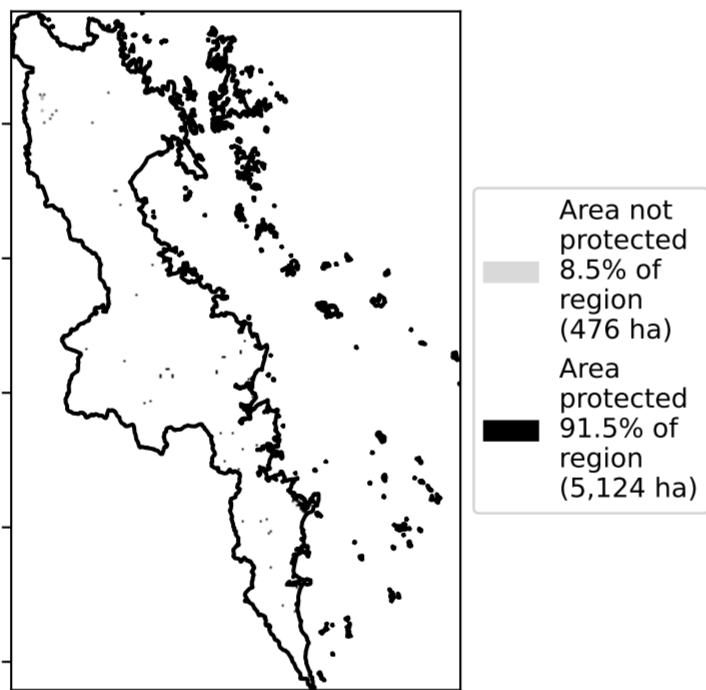 Area not
protected
8.5% of
region
(476 ha)
Area
protected
91.5% of
region
(5,124 ha)